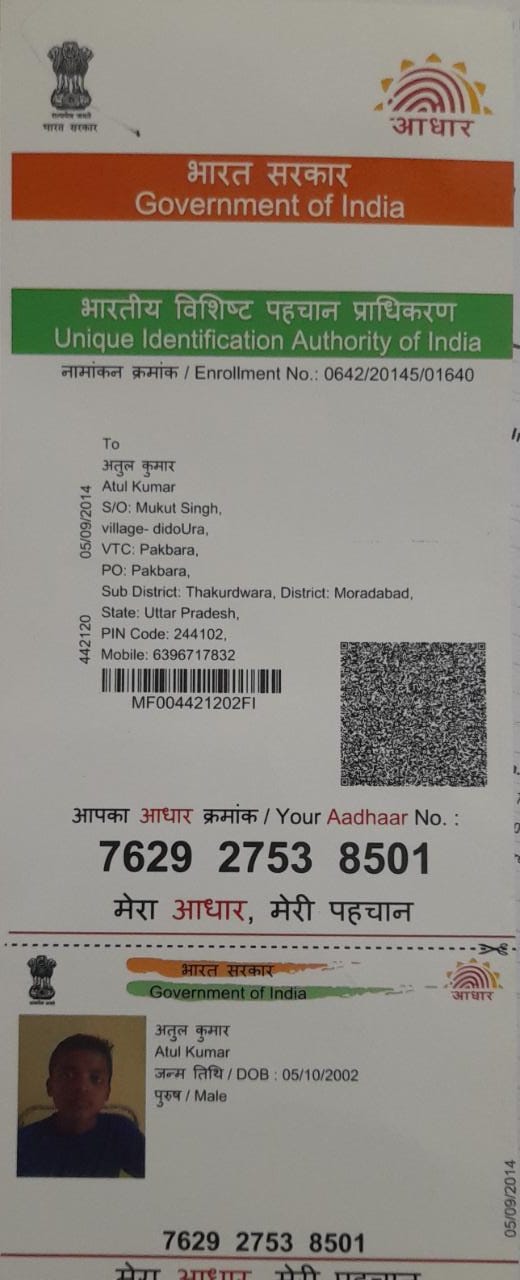 भारत सरकार
आधार
भारत सरकार
Government of India
भारतीय विशिष्ट पहचान प्राधिकरण
Unique Identification Authority of India
नामांकन क्रमांक / Enrollment No.: 0642/20145/01640
To
अतुल कुमार
Atul Kumar
S/O: Mukut Singh,
village- didoUra,
VTC: Pakbara,
PO: Pakbara,
Sub District: Thakurdwara, District: Moradabad,
State: Uttar Pradesh,
PIN Code: 244102,
Mobile: 6396717832
05/09/2014
442120
MF004421202FI
आपका आधार क्रमांक / Your Aadhaar No. :
7629 2753 8501
मेरा आधार, मेरी पहचान
भारत सरकार
Government of India
आधार
अतुल कुमार
Atul Kumar
जन्म तिथि / DOB : 05/10/2002
पुरुष / Male
05/09/2014
7629 2753 8501
मेरा आधार, मेरी पहचान